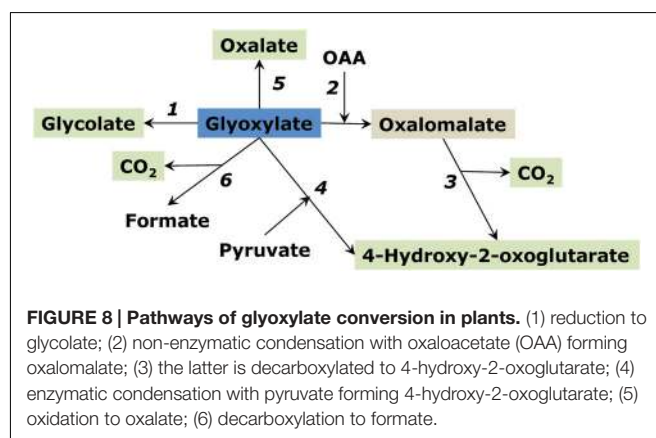 Oxalate
OAA
5
2
1
Glycolate
Glyoxylate
Oxalomalate
CO₂
6
4
3
CO₂
Formate
Pyruvate
4-Hydroxy-2-oxoglutarate
FIGURE 8 | Pathways of glyoxylate conversion in plants. (1) reduction to
glycolate; (2) non-enzymatic condensation with oxaloacetate (OAA) forming
oxalomalate; (3) the latter is decarboxylated to 4-hydroxy-2-oxoglutarate; (4)
enzymatic condensation with pyruvate forming 4-hydroxy-2-oxoglutarate; (5)
oxidation to oxalate; (6) decarboxylation to formate.